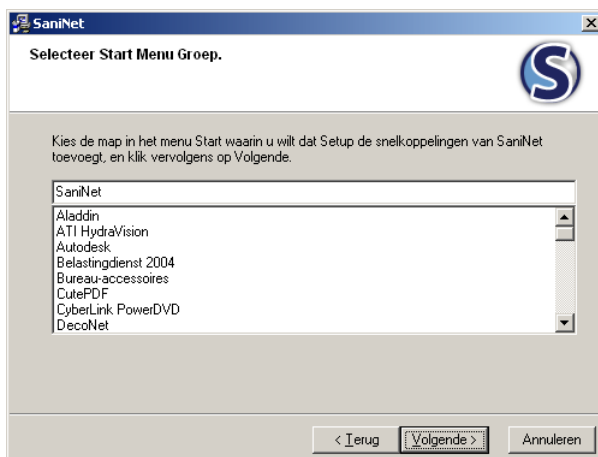 SaniNet
Selecteer Start Menu Groep.
S
Kies de map in het menu Start waarin u wilt dat Setup de snelkoppelingen van SaniNet
toevoegt, en klik vervolgens op Volgende.
SaniNet
Aladdin
ATI HydraVision
Autodesk
Belastingdienst 2004
Bureau-accessoires
CutePDF
CyberLink PowerDVD
DecoNet
< Terug
Volgende >
Annuleren